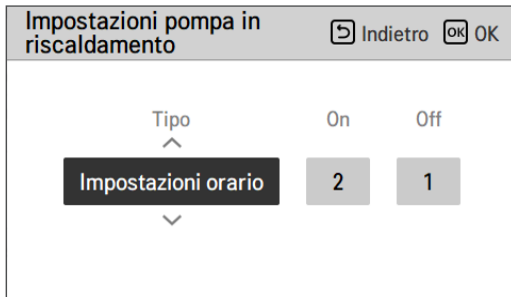 Impostazioni pompa in
riscaldamento
Indietro OK OK
Tipo On Off
Impostazioni orario 2 1